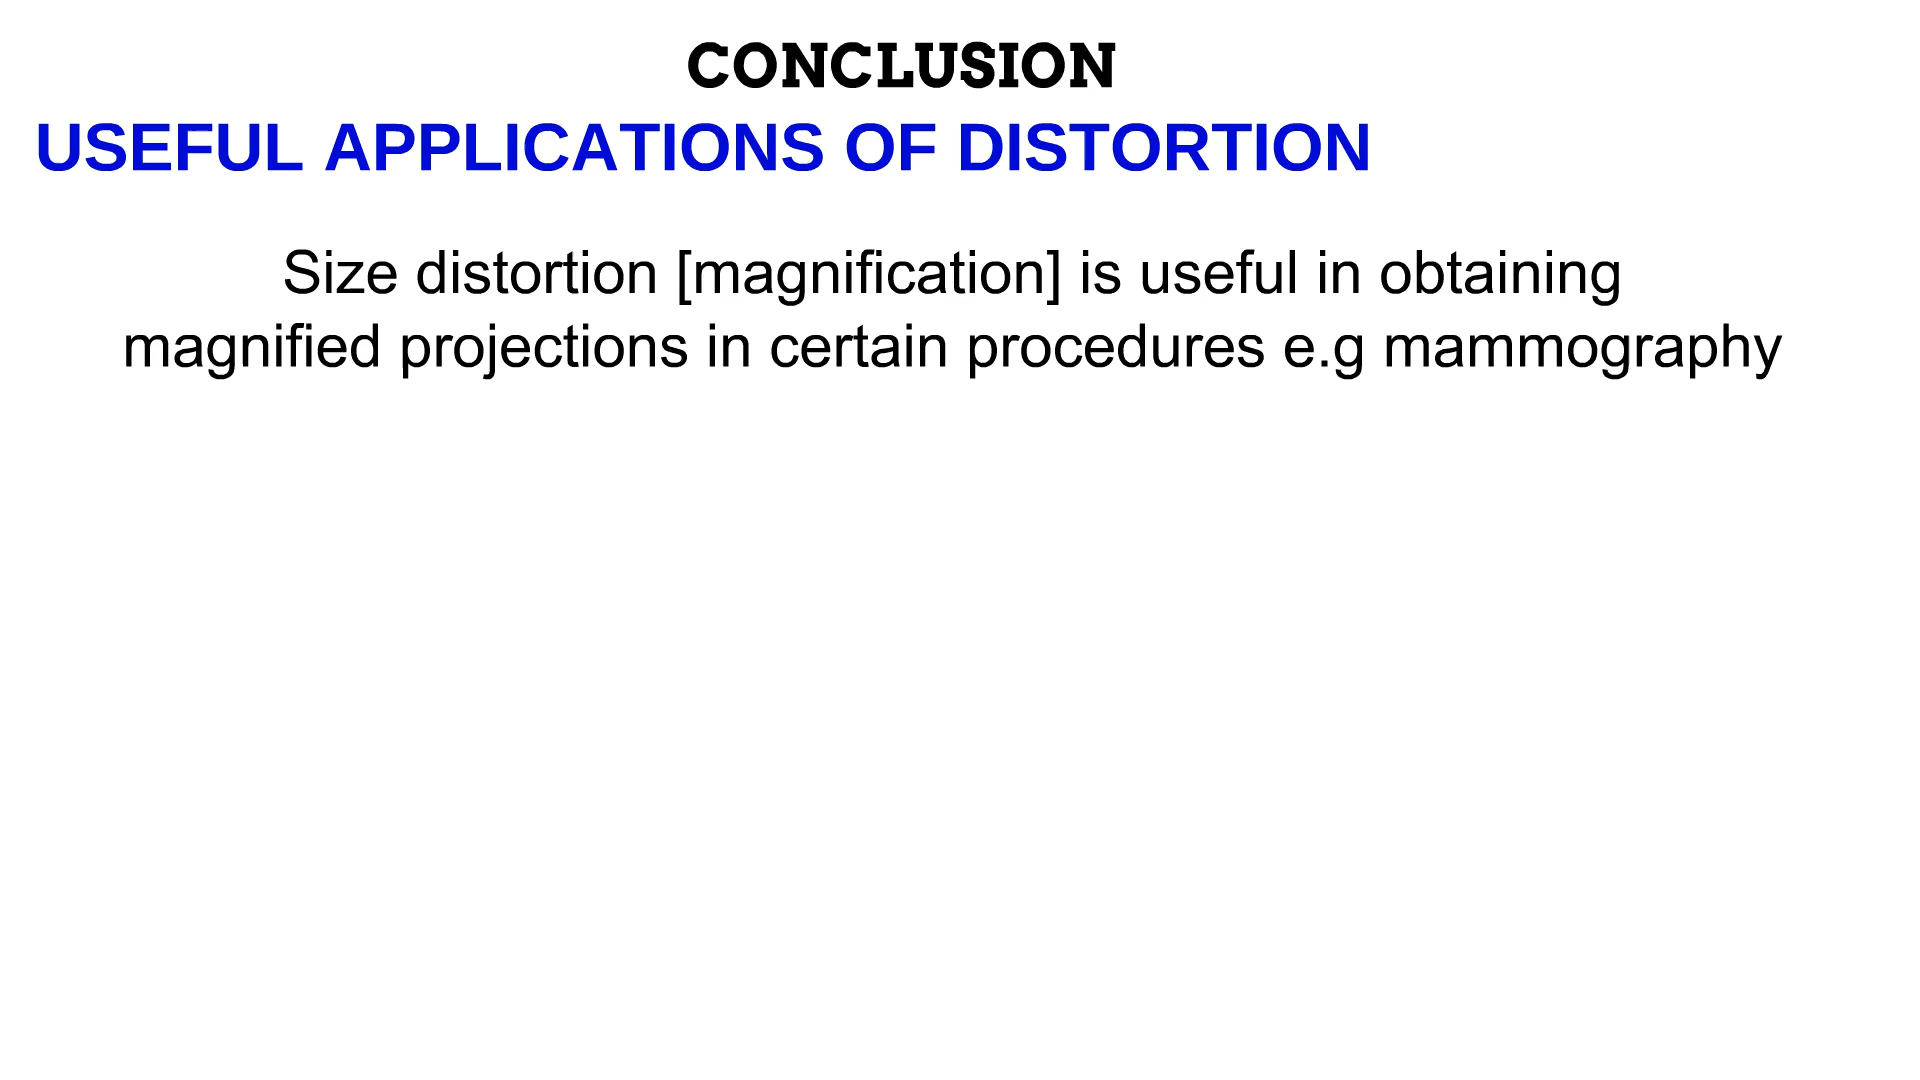 CONCLUSION
USEFUL APPLICATIONS OF DISTORTION
Size distortion [magnification] is useful in obtaining
magnified projections in certain procedures e.g mammography